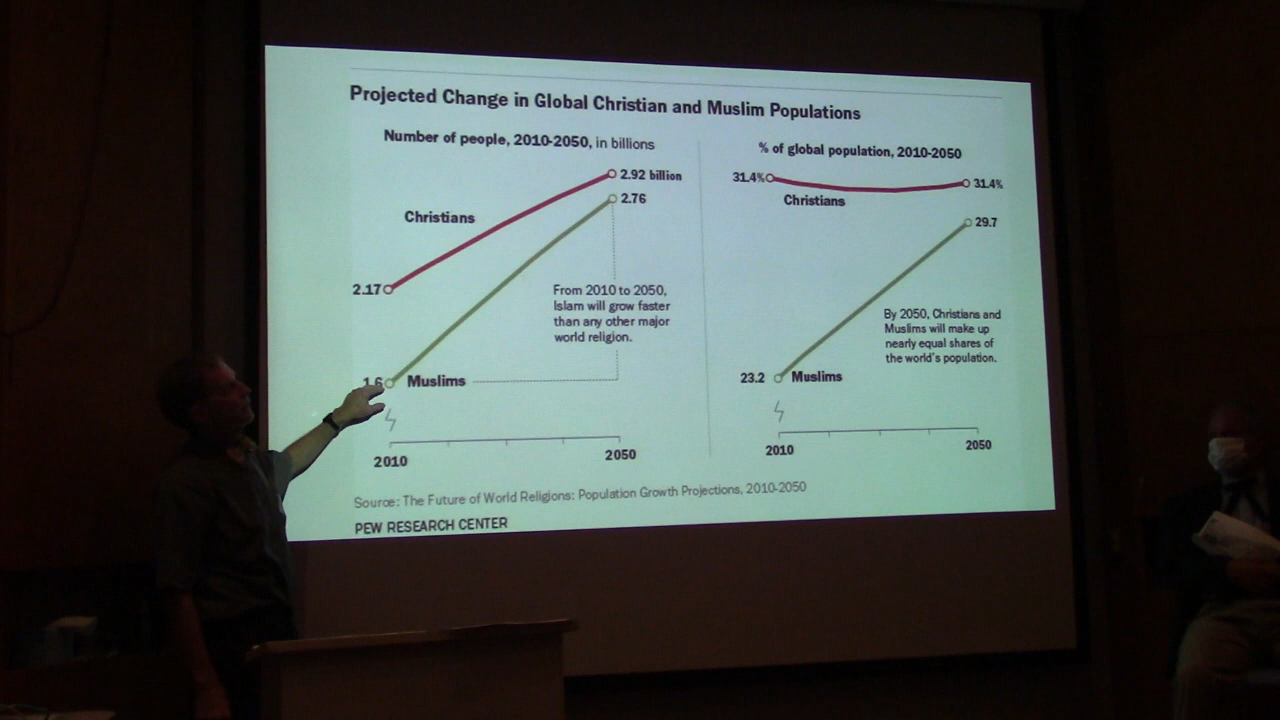 Projected Change in Global Christian and Muslim Populations
Number of people, 2010-2050, in billions
2.92 billion
2.76
Christians
2.17
From 2010 to 2050,
Islam will grow faster
than any other major
world religion.
1.6
Muslims
2010
2050
% of global population, 2010-2050
31.4%
31.4%
Christians
29.7
By 2050, Christians and
Muslims will make up
nearly equal shares of
the world's population.
23.2
Muslims
2010
2050
Source: The Future of World Religions: Population Growth Projections, 2010-2050
PEW RESEARCH CENTER